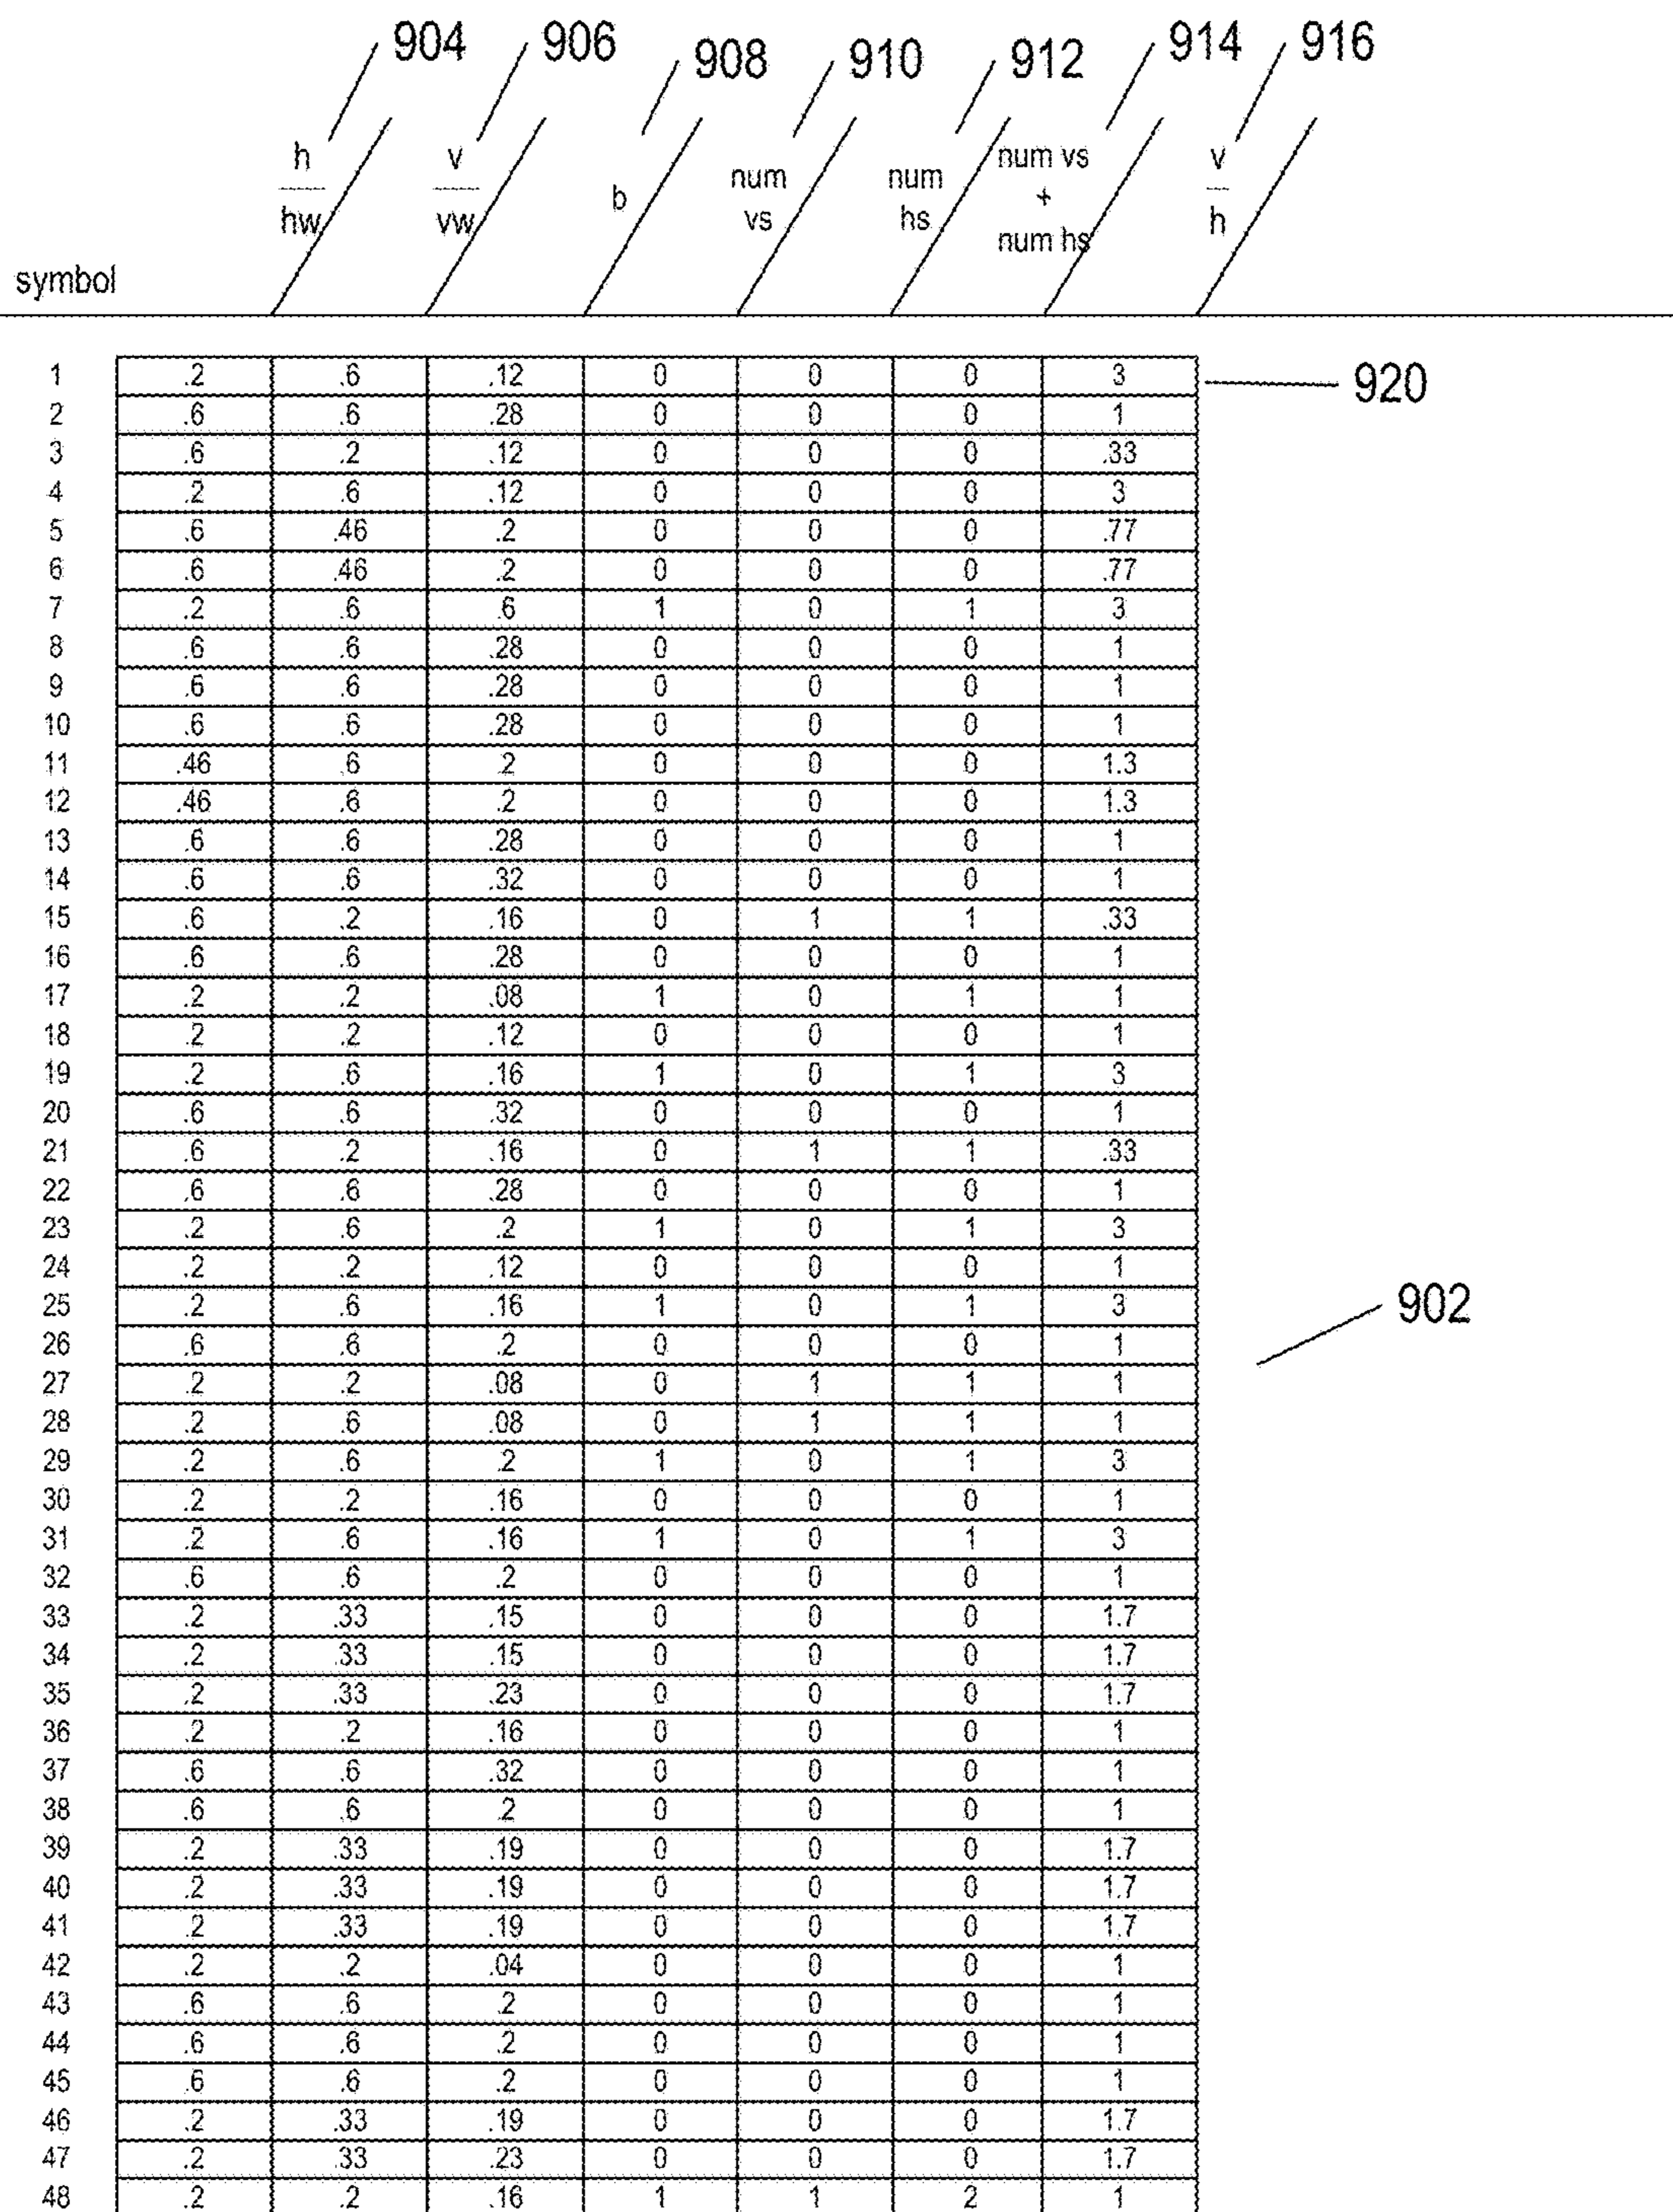 904 906 908 910 912 914 916
h/hw v/vw b num vs num hs num vs + num hs v/h
symbol
1 .2 .6 .12 0 0 0 3 920
2 .6 .6 .28 0 0 0 1
3 .6 .2 .12 0 0 0 .33
4 .2 .6 .12 0 0 0 3
5 .6 .46 .2 0 0 0 .77
6 .6 .46 .2 0 0 0 .77
7 .2 .6 .6 1 0 1 3
8 .6 .6 .28 0 0 0 1
9 .6 .6 .28 0 0 0 1
10 .6 .6 .28 0 0 0 1
11 .46 .6 .2 0 0 0 1.3
12 .46 .6 .2 0 0 0 1.3
13 .6 .6 .28 0 0 0 1
14 .6 .6 .32 0 0 0 1
15 .6 .2 .16 0 1 1 .33
16 .6 .6 .28 0 0 0 1
17 .2 .2 .08 1 0 1 1
18 .2 .2 .12 0 0 0 1
19 .2 .6 .16 1 0 1 3
20 .6 .6 .32 0 0 0 1
21 .6 .2 .16 0 1 1 .33
22 .6 .6 .28 0 0 0 1
23 .2 .6 .2 1 0 1 3
24 .2 .2 .12 0 0 0 1
25 .2 .6 .16 1 0 1 3 902
26 .6 .6 .2 0 0 0 1
27 .2 .2 .08 0 1 1 1
28 .2 .6 .08 0 1 1 1
29 .2 .6 .2 1 0 1 3
30 .2 .2 .16 0 0 0 1
31 .2 .6 .16 1 0 1 3
32 .6 .6 .2 0 0 0 1
33 .2 .33 .15 0 0 0 1.7
34 .2 .33 .15 0 0 0 1.7
35 .2 .33 .23 0 0 0 1.7
36 .2 .2 .16 0 0 0 1
37 .6 .6 .32 0 0 0 1
38 .6 .6 .2 0 0 0 1
39 .2 .33 .19 0 0 0 1.7
40 .2 .33 .19 0 0 0 1.7
41 .2 .33 .19 0 0 0 1.7
42 .2 .2 .04 0 0 0 1
43 .6 .6 .2 0 0 0 1
44 .6 .6 .2 0 0 0 1
45 .6 .6 .2 0 0 0 1
46 .2 .33 .19 0 0 0 1.7
47 .2 .33 .23 0 0 0 1.7
48 .2 .2 .16 1 1 2 1